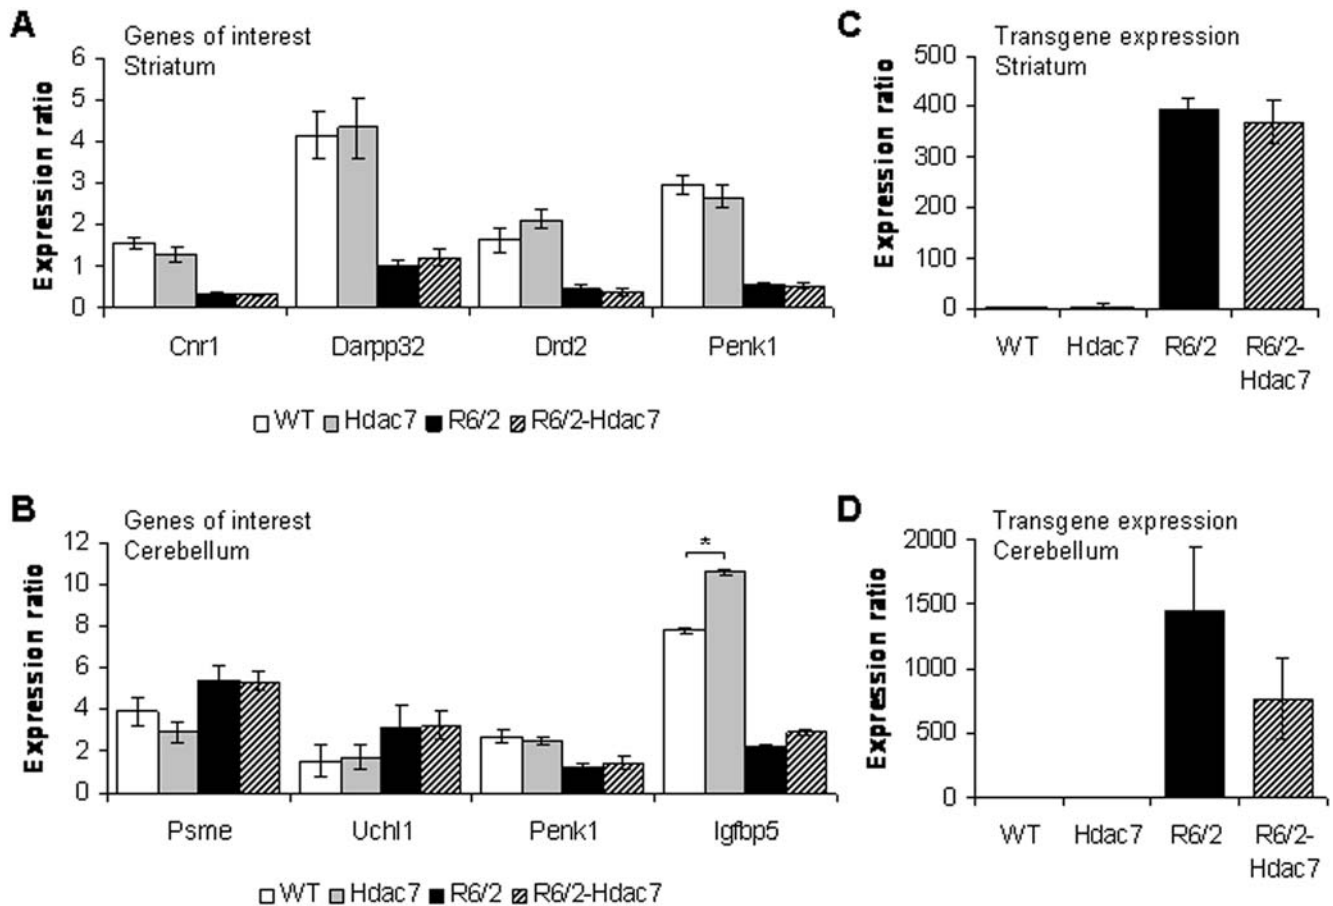 A
Genes of interest
Striatum
Expression ratio
6
5
4
3
2
1
0
Cnr1 Darpp32 Drd2 Penk1
WT Hdac7 R6/2 R6/2-Hdac7
C
Transgene expression
Striatum
Expression ratio
500
400
300
200
100
0
WT Hdac7 R6/2 R6/2-
Hdac7
B
Genes of interest
Cerebellum
Expression ratio
12
10
8
6
4
2
0
*
Psme Uchl1 Penk1 Igfbp5
WT Hdac7 R6/2 R6/2-Hdac7
D
Transgene expression
Cerebellum
Expression ratio
2000
1500
1000
500
0
WT Hdac7 R6/2 R6/2-
Hdac7